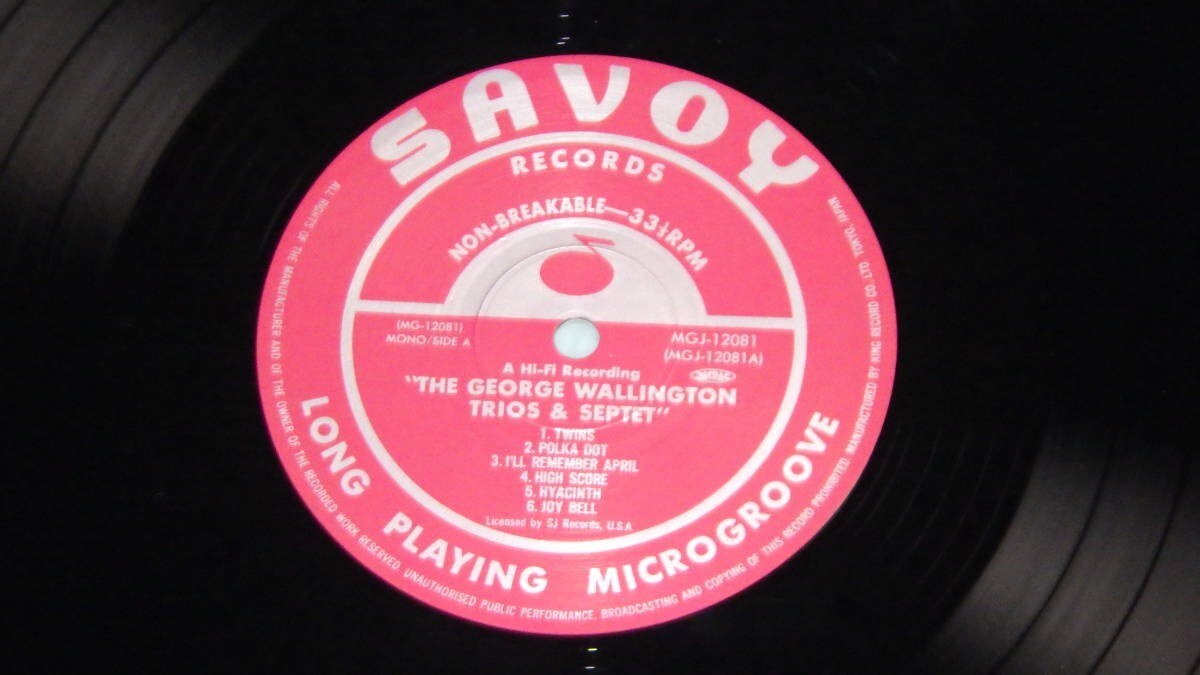 SAVOY
RECORDS
NON-BREAKABLE—33⅓RPM
(MG-12081)
MONO/SIDE A
MGJ-12081
(MGJ-12081A)
A Hi-Fi Recording
"THE GEORGE WALLINGTON
TRIOS & SEPTET"
1. TWINS
2. POLKA DOT
3. I'LL REMEMBER APRIL
4. HIGH SCORE
5. HYACINTH
6. JOY BELL
Licensed by SJ Records, U.S.A
LONG PLAYING MICROGROOVE
ALL RIGHTS OF THE MANUFACTURER AND OF THE OWNER OF THE RECORDED WORK RESERVED. UNAUTHORISED PUBLIC PERFORMANCE, BROADCASTING AND COPYING OF THIS RECORD PROHIBITED. MANUFACTURED BY KING RECORD CO., LTD. TOKYO, JAPAN